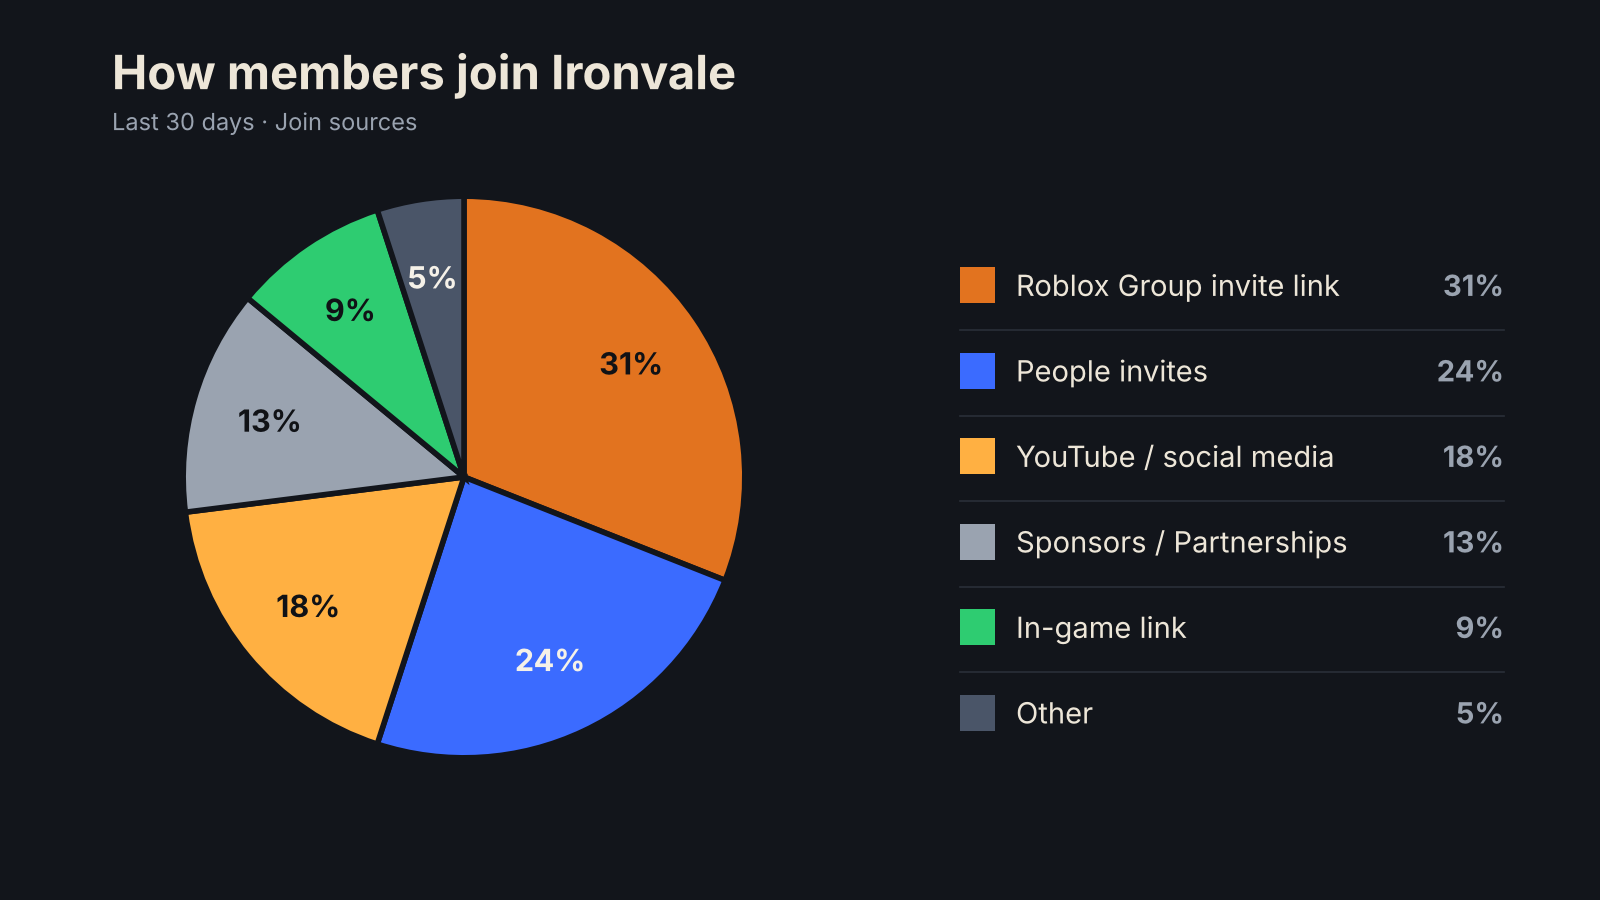 How members join Ironvale
Last 30 days · Join sources
5%
9%
31%
13%
18%
24%
Roblox Group invite link 31%
People invites 24%
YouTube / social media 18%
Sponsors / Partnerships 13%
In-game link 9%
Other 5%